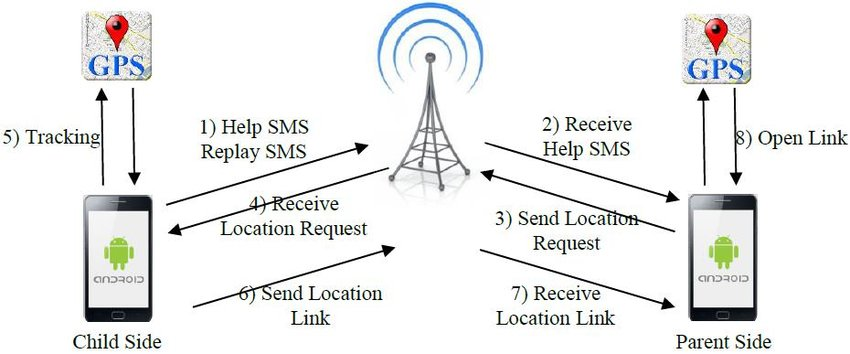 GPS
GPS
5) Tracking
1) Help SMS
Replay SMS
2) Receive
Help SMS
8) Open Link
4) Receive
Location Request
3) Send Location
Request
ANDROID
ANDROID
6) Send Location
Link
7) Receive
Location Link
Child Side
Parent Side